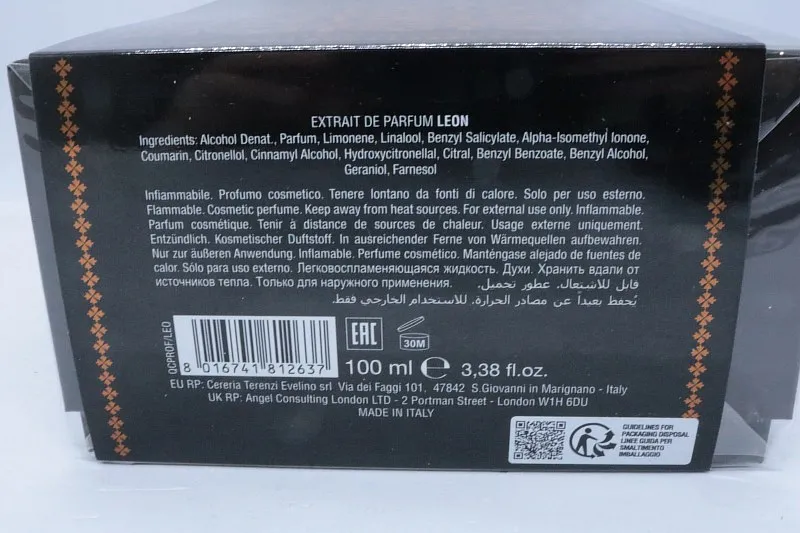 EXTRAIT DE PARFUM LEON
Ingredients: Alcohol Denat., Parfum, Limonene, Linalool, Benzyl Salicylate, Alpha-Isomethyl Ionone,
Coumarin, Citronellol, Cinnamyl Alcohol, Hydroxycitronellal, Citral, Benzyl Benzoate, Benzyl Alcohol,
Geraniol, Farnesol
Infiammabile. Profumo cosmetico. Tenere lontano da fonti di calore. Solo per uso esterno.
Flammable. Cosmetic perfume. Keep away from heat sources. For external use only. Inflammable.
Parfum cosmétique. Tenir à distance de sources de chaleur. Usage externe uniquement.
Entzündlich. Kosmetischer Duftstoff. In ausreichender Ferne von Wärmequellen aufbewahren.
Nur zur äußeren Anwendung. Inflamable. Perfume cosmético. Manténgase alejado de fuentes de
calor. Sólo para uso externo. Легковоспламеняющаяся жидкость. Духи. Хранить вдали от
источников тепла. Только для наружного применения. قابل للاشتعال. عطور تجميل.
يُحفظ بعيداً عن مصادر الحرارة. للاستخدام الخارجي فقط.
QCPROF/LEO
8 016741 812637
EAC
30M
100 ml ℮ 3,38 fl.oz.
EU RP: Cereria Terenzi Evelino srl Via dei Faggi 101, 47842 S.Giovanni in Marignano - Italy
UK RP: Angel Consulting London LTD - 2 Portman Street - London W1H 6DU
MADE IN ITALY
GUIDELINES FOR
PACKAGING DISPOSAL
LINEE GUIDA PER
SMALTIMENTO
IMBALLAGGIO